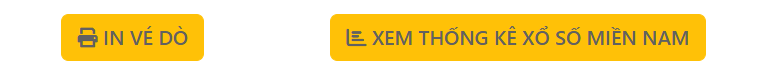 IN VÉ DÒ
XEM THỐNG KÊ XỔ SỐ MIỀN NAM